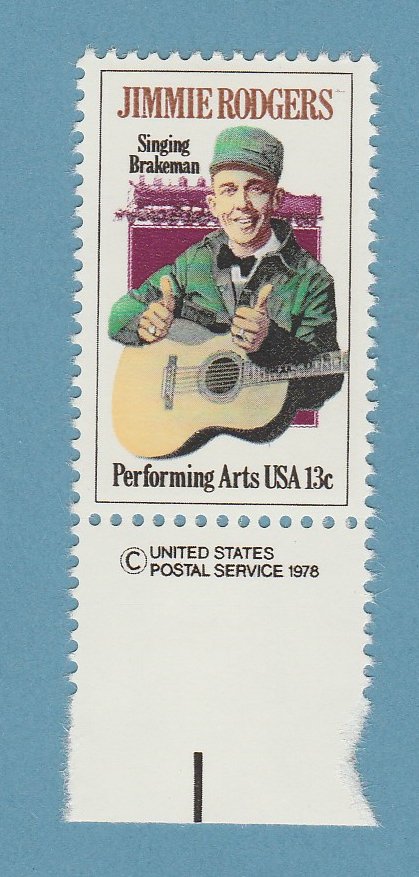 JIMMIE RODGERS
Singing
Brakeman
Performing Arts USA 13c
© UNITED STATES
POSTAL SERVICE 1978